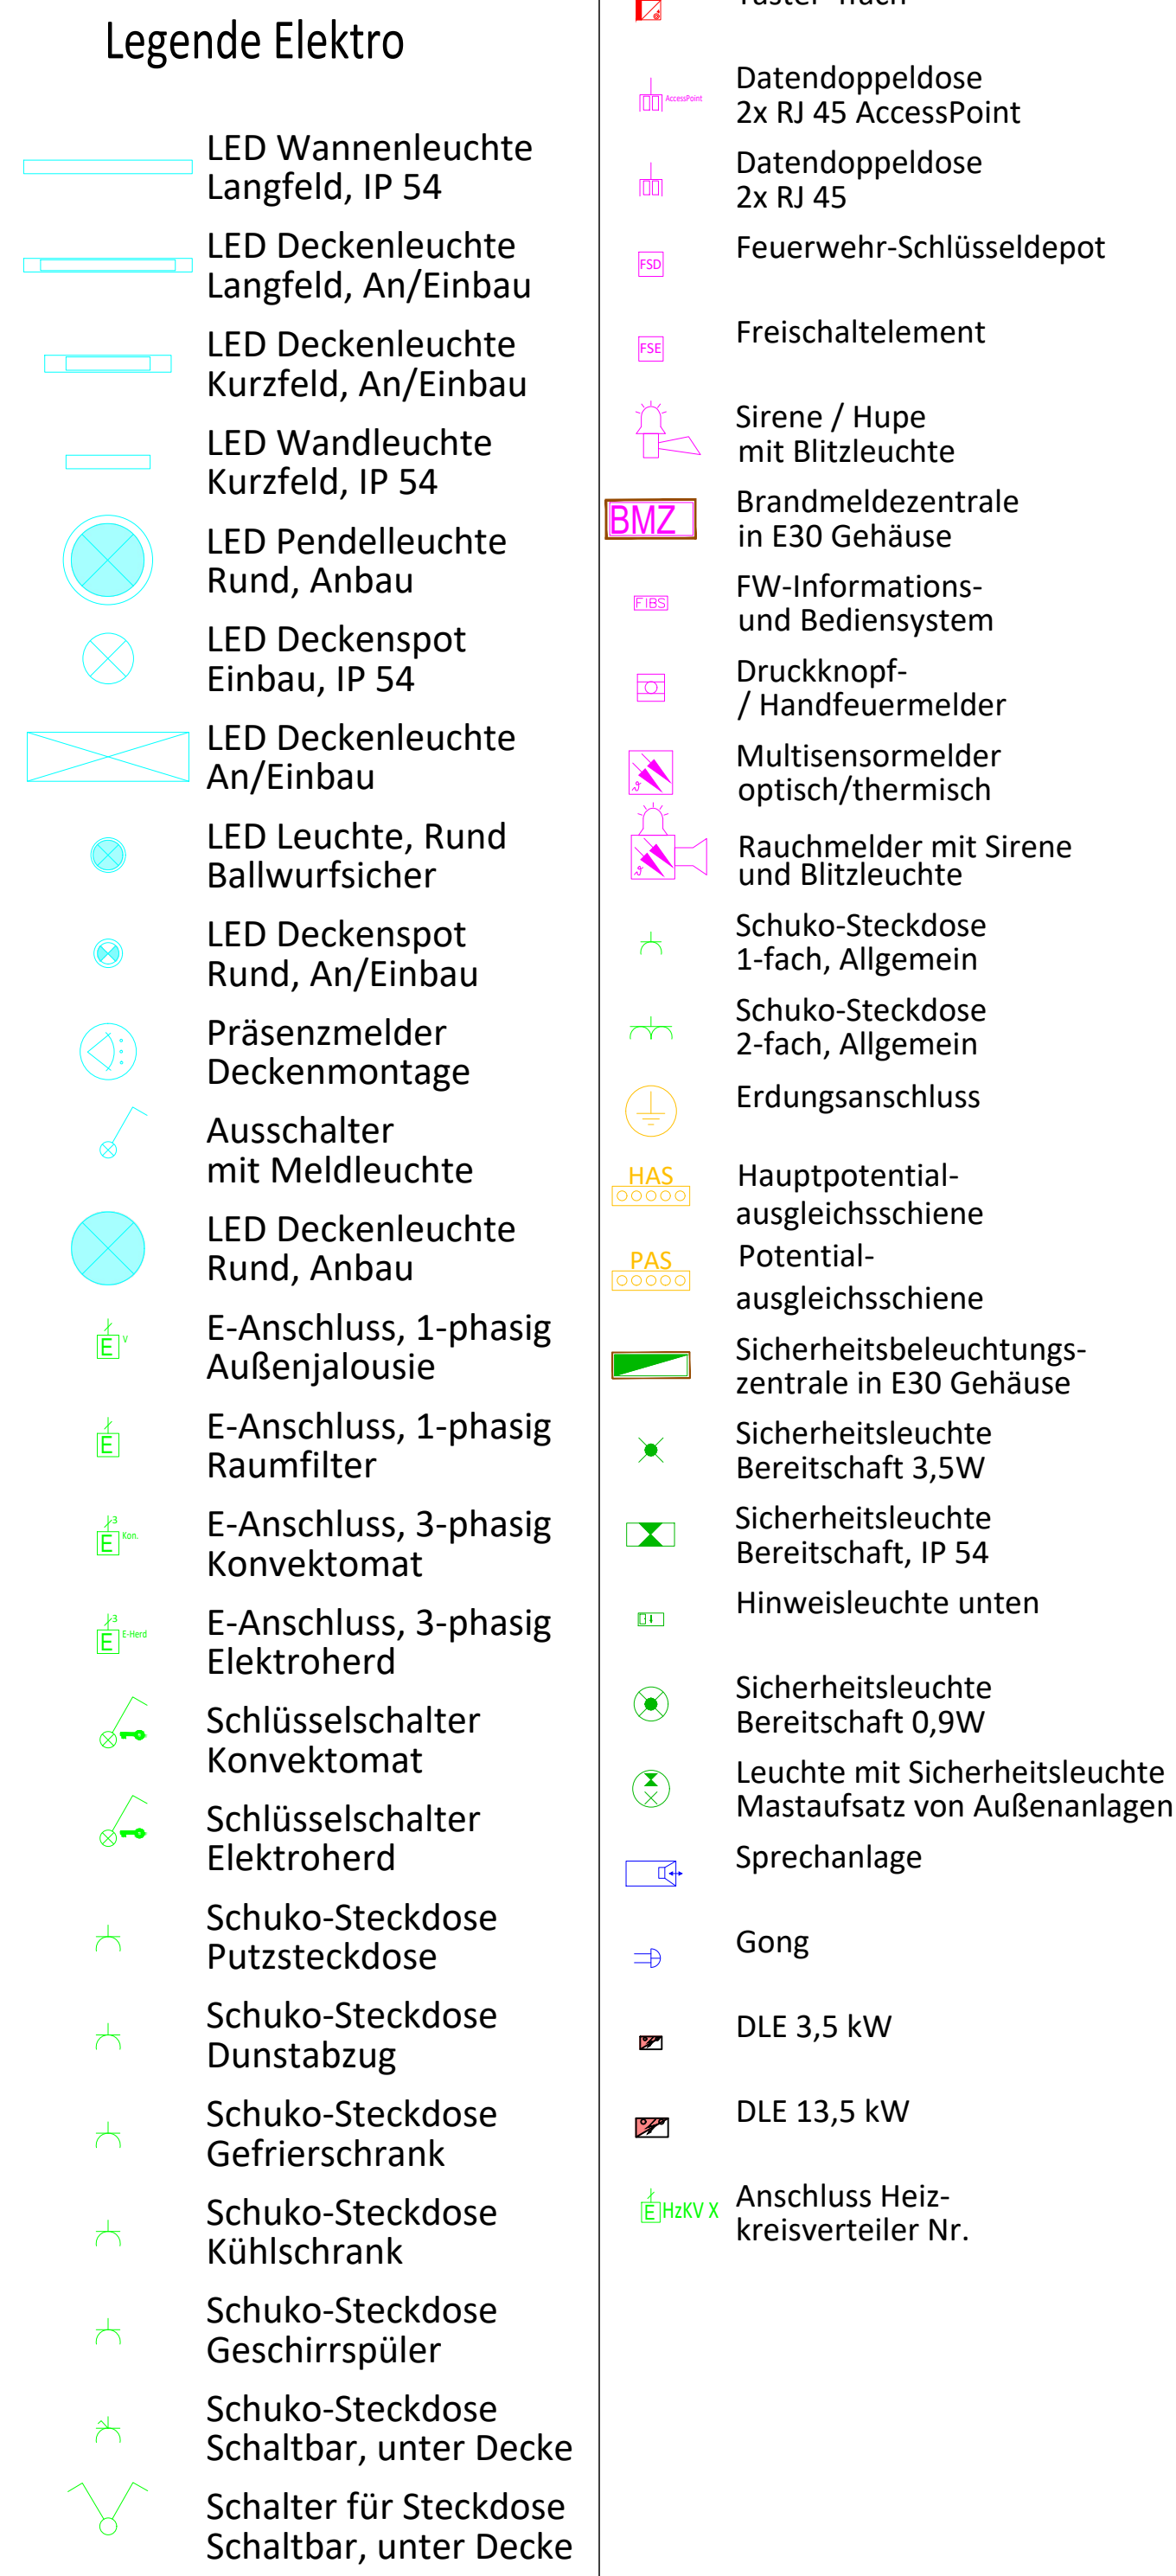 Legende Elektro
LED Wannenleuchte
Langfeld, IP 54
LED Deckenleuchte
Langfeld, An/Einbau
LED Deckenleuchte
Kurzfeld, An/Einbau
LED Wandleuchte
Kurzfeld, IP 54
LED Pendelleuchte
Rund, Anbau
LED Deckenspot
Einbau, IP 54
LED Deckenleuchte
An/Einbau
LED Leuchte, Rund
Ballwurfsicher
LED Deckenspot
Rund, An/Einbau
Präsenzmelder
Deckenmontage
Ausschalter
mit Meldleuchte
LED Deckenleuchte
Rund, Anbau
E V
E-Anschluss, 1-phasig
Außenjalousie
E
E-Anschluss, 1-phasig
Raumfilter
3
E Kon.
E-Anschluss, 3-phasig
Konvektomat
3
E E-Herd
E-Anschluss, 3-phasig
Elektroherd
Schlüsselschalter
Konvektomat
Schlüsselschalter
Elektroherd
Schuko-Steckdose
Putzsteckdose
Schuko-Steckdose
Dunstabzug
Schuko-Steckdose
Gefrierschrank
Schuko-Steckdose
Kühlschrank
Schuko-Steckdose
Geschirrspüler
Schuko-Steckdose
Schaltbar, unter Decke
Schalter für Steckdose
Schaltbar, unter Decke
AccessPoint
Datendoppeldose
2x RJ 45 AccessPoint
Datendoppeldose
2x RJ 45
FSD
Feuerwehr-Schlüsseldepot
FSE
Freischaltelement
Sirene / Hupe
mit Blitzleuchte
BMZ
Brandmeldezentrale
in E30 Gehäuse
FIBS
FW-Informations-
und Bediensystem
Druckknopf-
/ Handfeuermelder
Multisensormelder
optisch/thermisch
Rauchmelder mit Sirene
und Blitzleuchte
Schuko-Steckdose
1-fach, Allgemein
Schuko-Steckdose
2-fach, Allgemein
Erdungsanschluss
HAS
Hauptpotential-
ausgleichsschiene
PAS
Potential-
ausgleichsschiene
Sicherheitsbeleuchtungs-
zentrale in E30 Gehäuse
Sicherheitsleuchte
Bereitschaft 3,5W
Sicherheitsleuchte
Bereitschaft, IP 54
Hinweisleuchte unten
Sicherheitsleuchte
Bereitschaft 0,9W
Leuchte mit Sicherheitsleuchte
Mastaufsatz von Außenanlagen
Sprechanlage
Gong
DLE 3,5 kW
DLE 13,5 kW
E HzKV X
Anschluss Heiz-
kreisverteiler Nr.